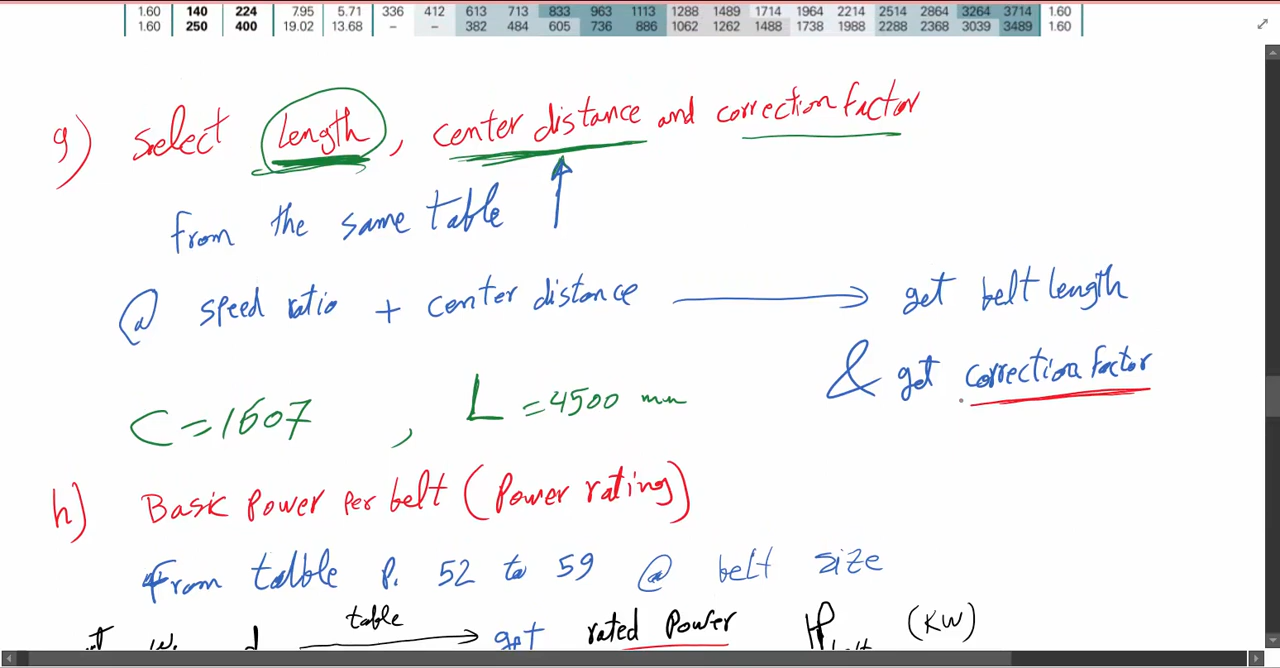 1.60 140 224 7.95 5.71 336 412 613 713 833 963 1113 1288 1489 1714 1964 2214 2514 2864 3264 3714 1.60
1.60 250 400 19.02 13.68 – – 382 484 605 736 886 1062 1262 1488 1738 1988 2288 2368 3039 3489 1.60
g) Select length, center distance and correction factor
from the same table
@ speed ratio + center distance → get belt length
& get correction factor
C = 1607 , L = 4500 mm
h) Basic Power per belt (Power rating)
From table P. 52 to 59 @ belt size
table
get rated Power H (KW)